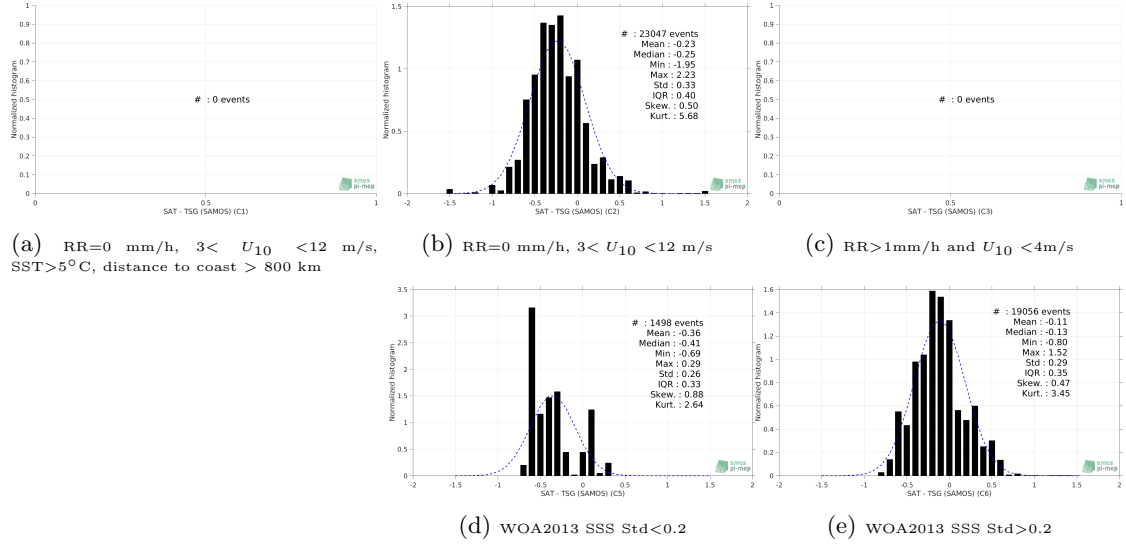 1
0.9
0.8
0.7
0.6
0.5
0.4
0.3
0.2
0.1
0
Normalized histogram
# : 0 events
0
0.5
1
SAT - TSG (SAMOS) (C1)
smos
pi-mep
(a) RR=0 mm/h, 3< U10 <12 m/s,
SST>5°C, distance to coast > 800 km
1.5
1
0.5
0
Normalized histogram
# : 23047 events
Mean : -0.23
Median : -0.25
Min : -1.95
Max : 2.23
Std : 0.33
IQR : 0.40
Skew. : 0.50
Kurt. : 5.68
-2 -1.5 -1 -0.5 0 0.5 1 1.5 2
SAT - TSG (SAMOS) (C2)
smos
pi-mep
(b) RR=0 mm/h, 3< U10 <12 m/s
1
0.9
0.8
0.7
0.6
0.5
0.4
0.3
0.2
0.1
0
Normalized histogram
# : 0 events
0
0.5
1
SAT - TSG (SAMOS) (C3)
smos
pi-mep
(c) RR>1mm/h and U10 <4m/s
3.5
3
2.5
2
1.5
1
0.5
0
Normalized histogram
# : 1498 events
Mean : -0.36
Median : -0.41
Min : -0.69
Max : 0.29
Std : 0.26
IQR : 0.33
Skew. : 0.88
Kurt. : 2.64
-2 -1.5 -1 -0.5 0 0.5 1 1.5 2
SAT - TSG (SAMOS) (C5)
smos
pi-mep
(d) WOA2013 SSS Std<0.2
1.6
1.4
1.2
1
0.8
0.6
0.4
0.2
0
Normalized histogram
# : 19056 events
Mean : -0.11
Median : -0.13
Min : -0.80
Max : 1.52
Std : 0.29
IQR : 0.35
Skew. : 0.47
Kurt. : 3.45
-2 -1.5 -1 -0.5 0 0.5 1 1.5 2
SAT - TSG (SAMOS) (C6)
smos
pi-mep
(e) WOA2013 SSS Std>0.2